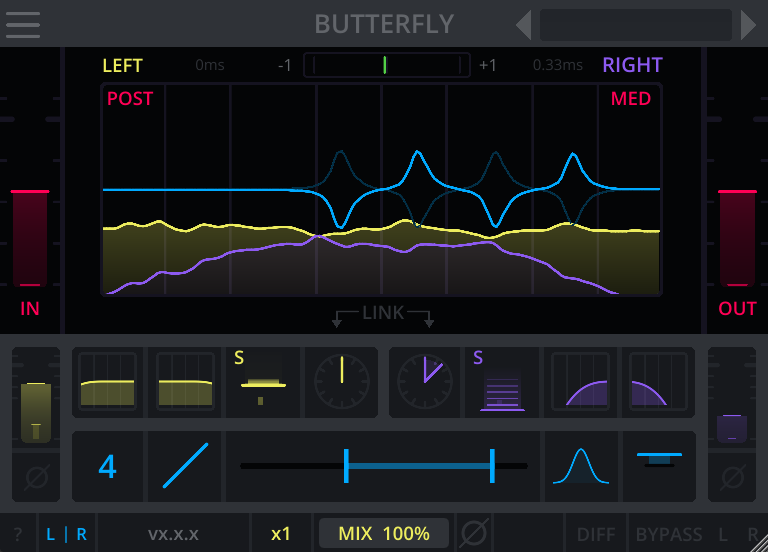 BUTTERFLY
LEFT 0ms -1 +1 0.33ms RIGHT
POST MED
IN LINK OUT
S S
4
? L | R vx.x.x x1 MIX 100% DIFF BYPASS L R